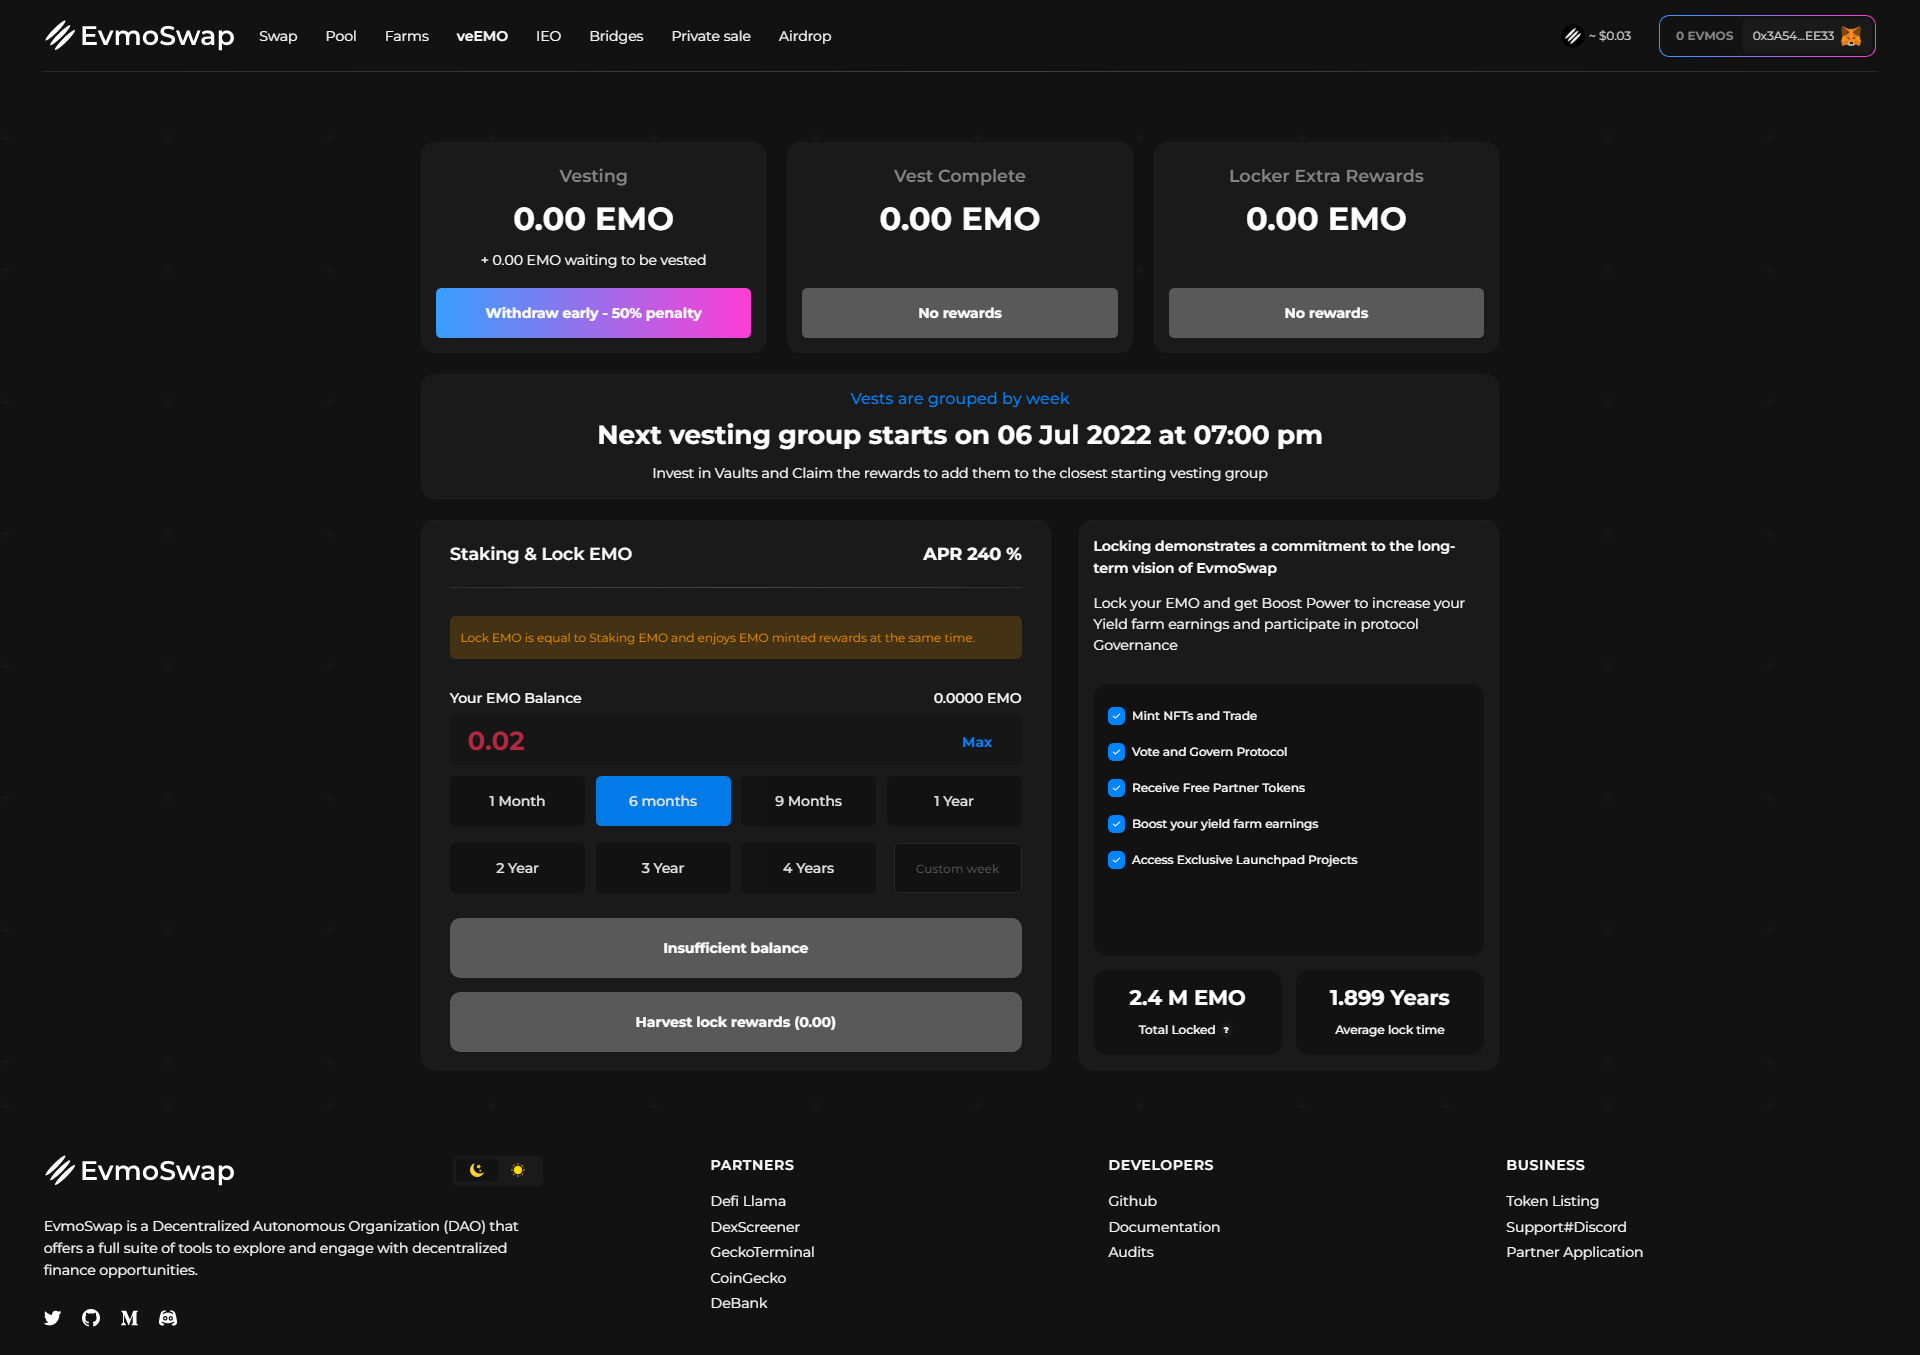 EvmoSwap Swap Pool Farms veEMO IEO Bridges Private sale Airdrop ~ $0.03 0 EVMOS 0x3A54...EE33
Vesting
0.00 EMO
+ 0.00 EMO waiting to be vested
Withdraw early - 50% penalty
Vest Complete
0.00 EMO
No rewards
Locker Extra Rewards
0.00 EMO
No rewards
Vests are grouped by week
Next vesting group starts on 06 Jul 2022 at 07:00 pm
Invest in Vaults and Claim the rewards to add them to the closest starting vesting group
Staking & Lock EMO APR 240 %
Lock EMO is equal to Staking EMO and enjoys EMO minted rewards at the same time.
Your EMO Balance 0.0000 EMO
0.02 Max
1 Month 6 months 9 Months 1 Year
2 Year 3 Year 4 Years Custom week
Insufficient balance
Harvest lock rewards (0.00)
Locking demonstrates a commitment to the long-
term vision of EvmoSwap
Lock your EMO and get Boost Power to increase your
Yield farm earnings and participate in protocol
Governance
Mint NFTs and Trade
Vote and Govern Protocol
Receive Free Partner Tokens
Boost your yield farm earnings
Access Exclusive Launchpad Projects
2.4 M EMO
Total Locked ?
1.899 Years
Average lock time
EvmoSwap
EvmoSwap is a Decentralized Autonomous Organization (DAO) that
offers a full suite of tools to explore and engage with decentralized
finance opportunities.
PARTNERS
Defi Llama
DexScreener
GeckoTerminal
CoinGecko
DeBank
DEVELOPERS
Github
Documentation
Audits
BUSINESS
Token Listing
Support#Discord
Partner Application